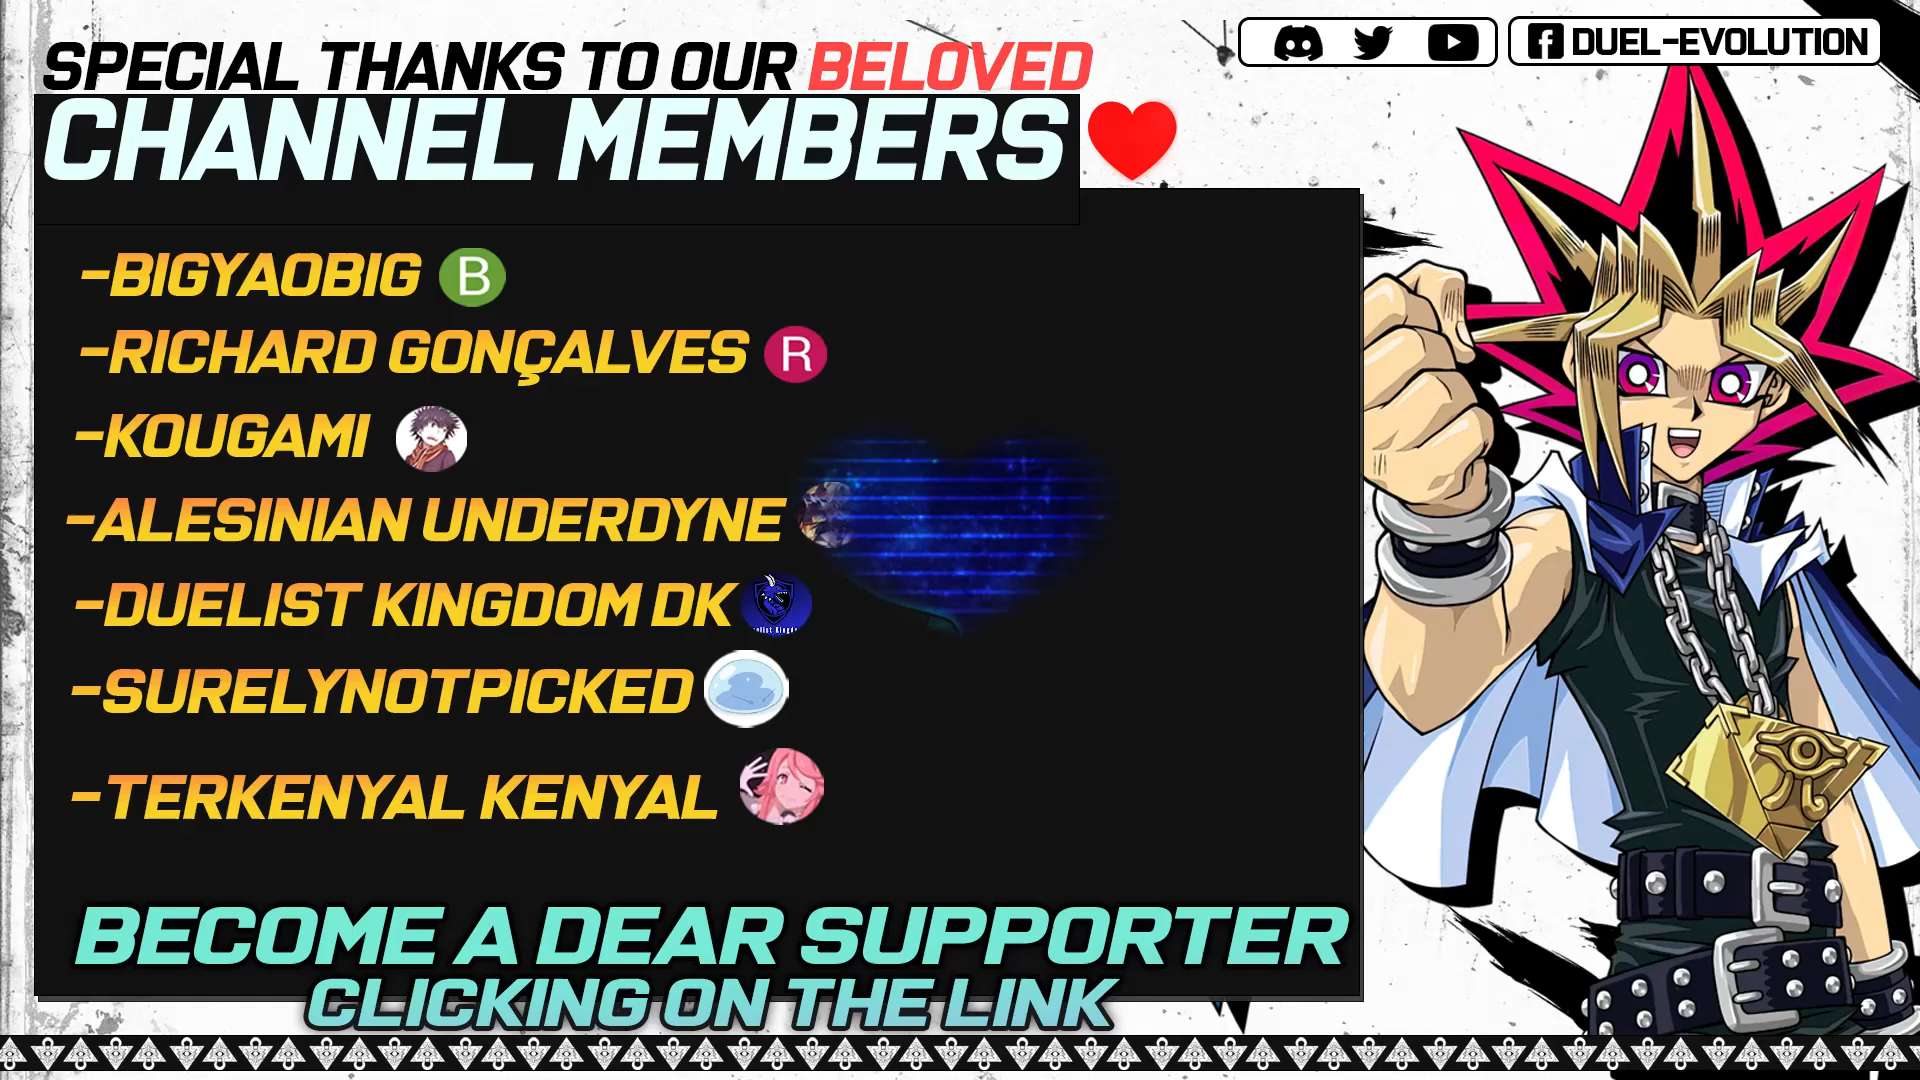 DUEL-EVOLUTION
SPECIAL THANKS TO OUR BELOVED
CHANNEL MEMBERS
-BIGYAOBIG B
-RICHARD GONÇALVES R
-KOUGAMI
-ALESINIAN UNDERDYNE
-DUELIST KINGDOM DK
-SURELYNOTPICKED
-TERKENYAL KENYAL
BECOME A DEAR SUPPORTER
CLICKING ON THE LINK